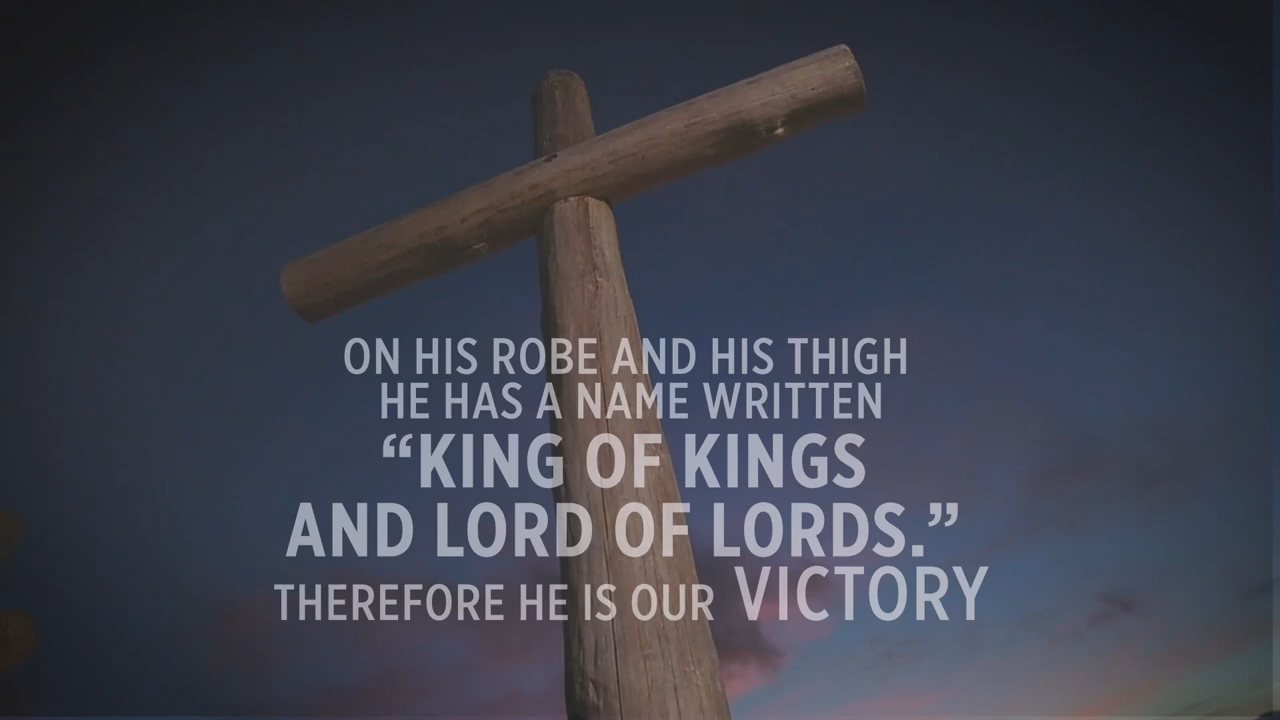 ON HIS ROBE AND HIS THIGH
HE HAS A NAME WRITTEN
“KING OF KINGS
AND LORD OF LORDS.”
THEREFORE HE IS OUR VICTORY